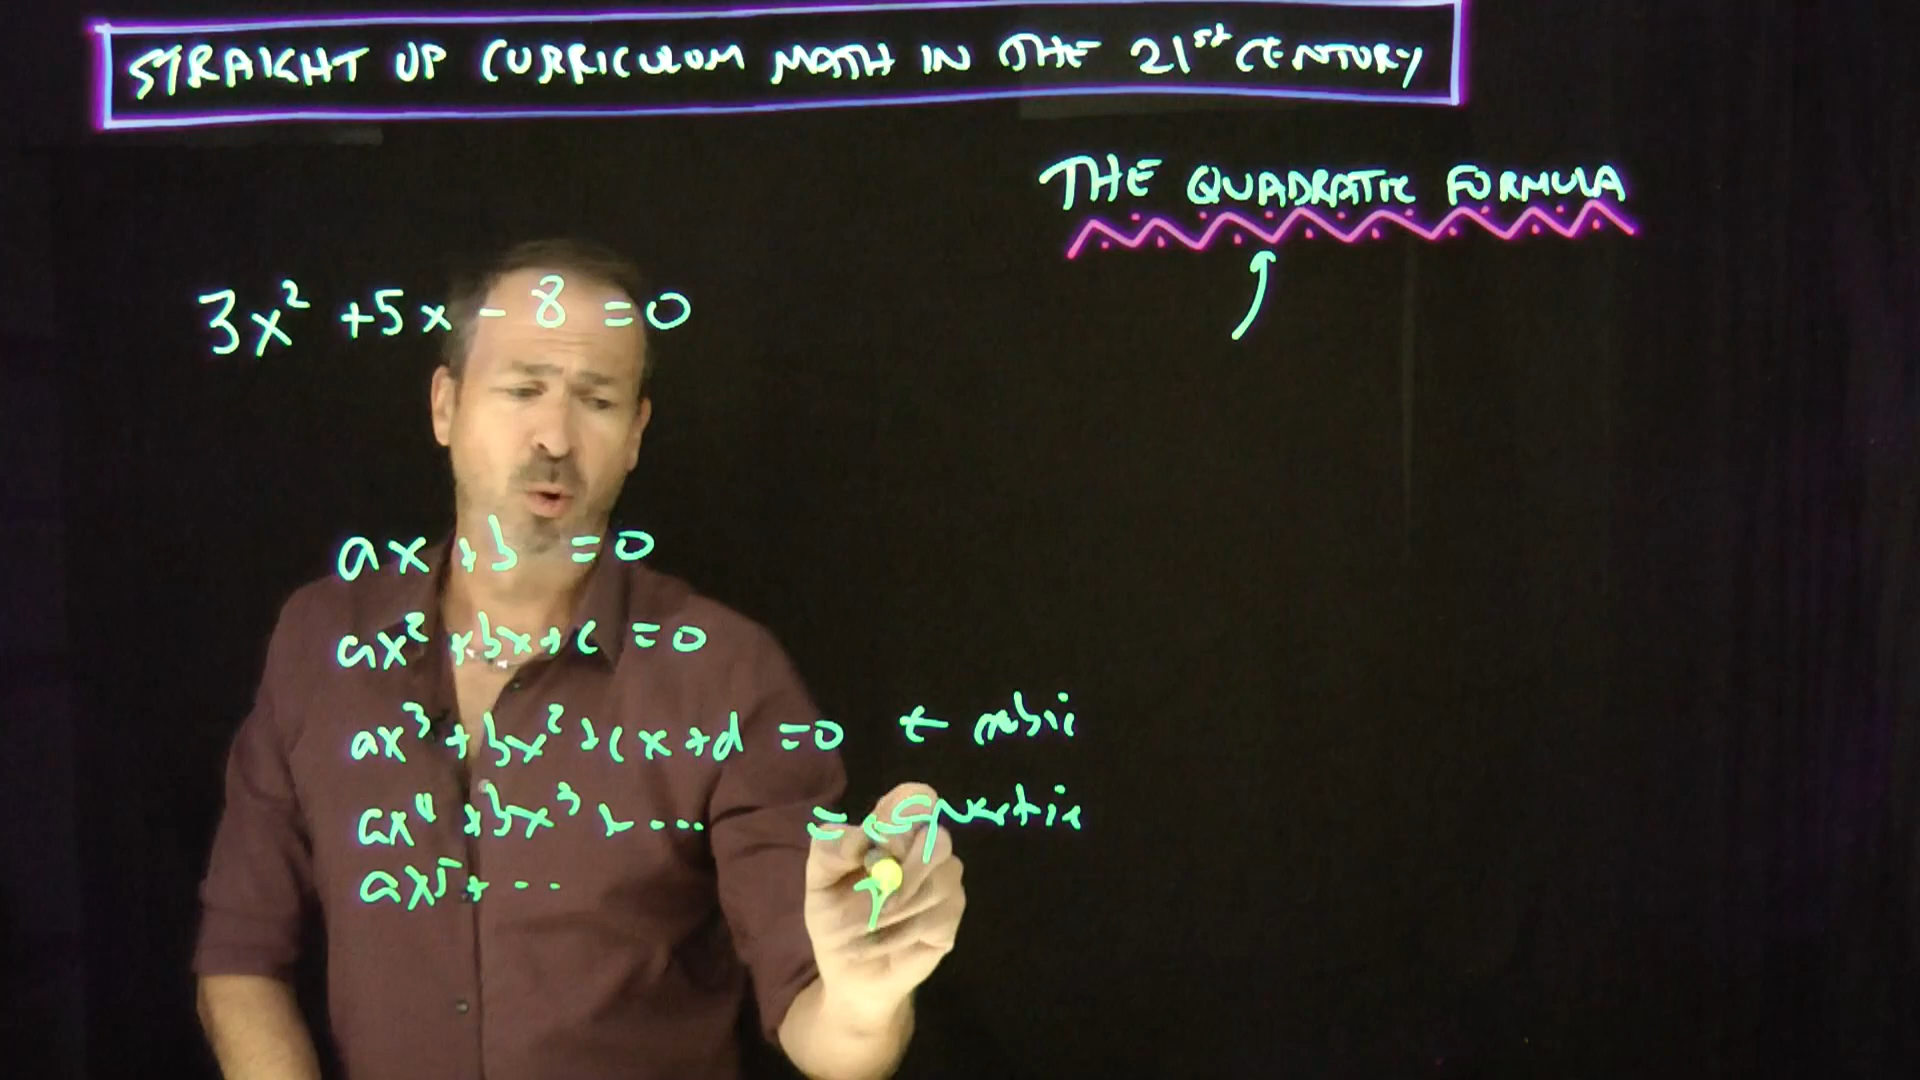 STRAIGHT UP CURRICULUM MATH IN THE 21st CENTURY
THE QUADRATIC FORMULA
3x² + 5x - 8 = 0
ax + b = 0
ax² + bx + c = 0
ax³ + bx² + cx + d = 0 ← cubic
ax⁴ + bx³ + ... = ← quartic
ax⁵ + ...